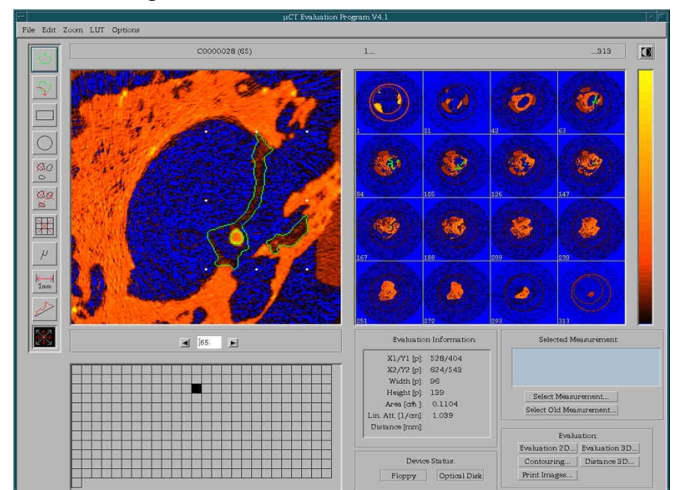 µCT Evaluation Program V4.1
File Edit Zoom LUT Options
C0000028 (65) 1... ...313
1 21 42 63
84 105 126 147
167 188 209 230
251 272 293 313
µ
1mm
65
Evaluation Information:
X1/Y1 [p]: 528/404
X2/Y2 [p]: 624/543
Width [p]: 96
Height [p]: 139
Area [cm²]: 0.1104
Lin. Att. [1/cm]: 1.039
Distance [mm]:
Selected Measurement:
Select Measurement...
Select Old Measurement...
Device Status:
Floppy Optical Disk
Evaluation:
Evaluation 2D... Evaluation 3D...
Contouring... Distance 3D...
Print Images...